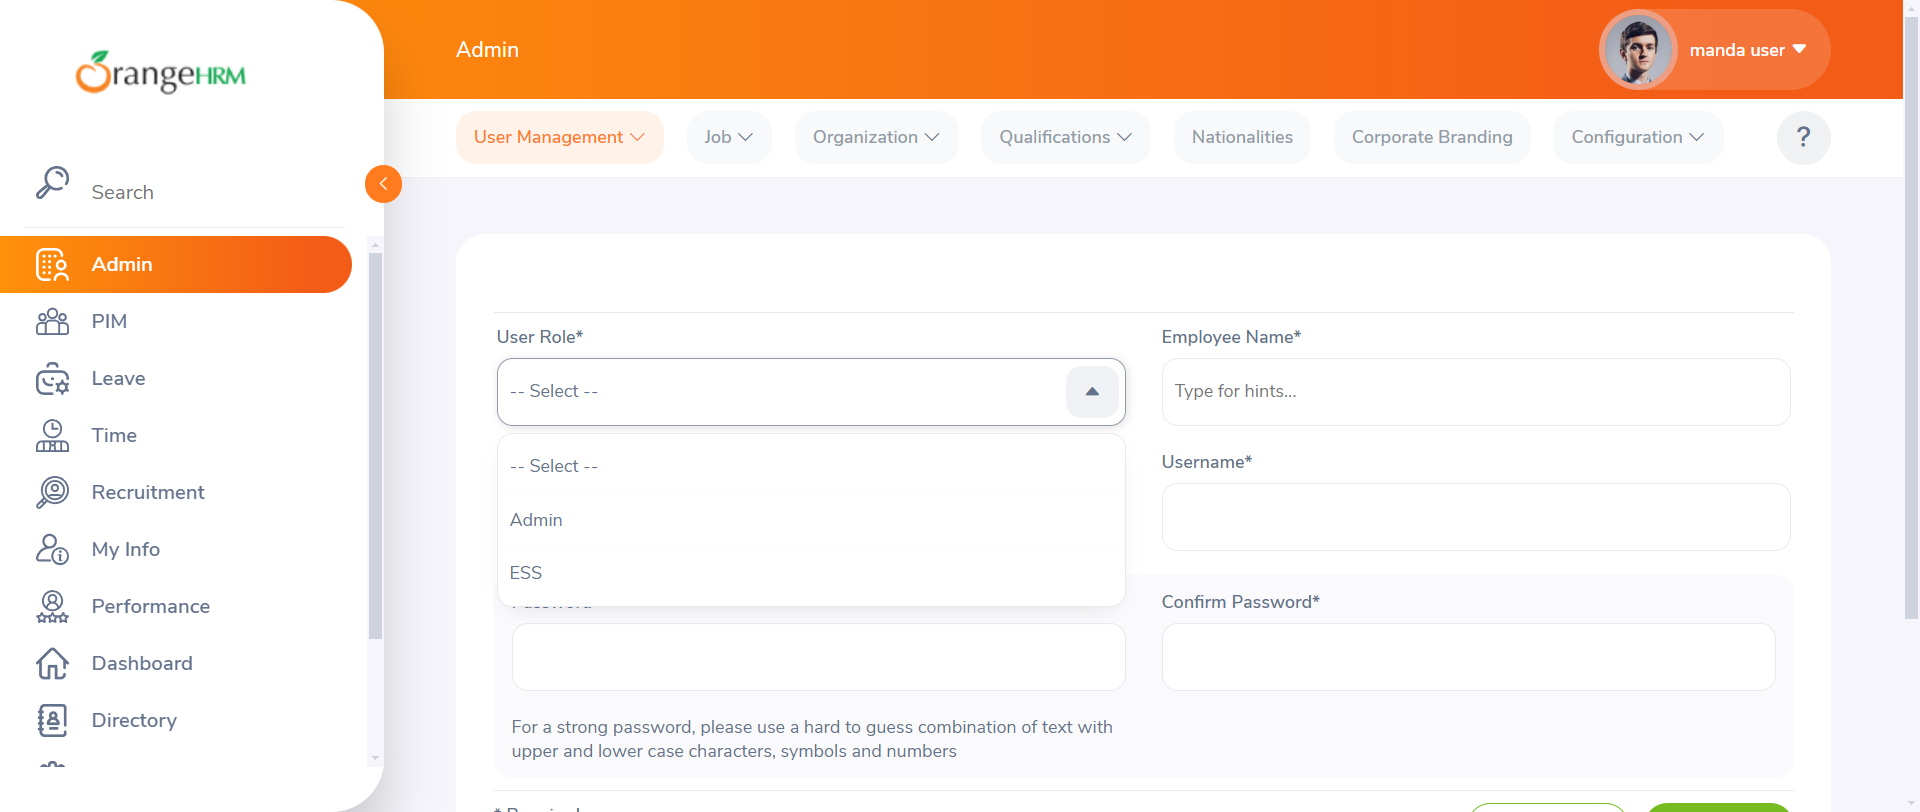 OrangeHRM
Admin
manda user
User Management
Job
Organization
Qualifications
Nationalities
Corporate Branding
Configuration
?
Search
Admin
PIM
Leave
Time
Recruitment
My Info
Performance
Dashboard
Directory
User Role*
-- Select --
-- Select --
Admin
ESS
Employee Name*
Type for hints...
Username*
Confirm Password*
For a strong password, please use a hard to guess combination of text with
upper and lower case characters, symbols and numbers